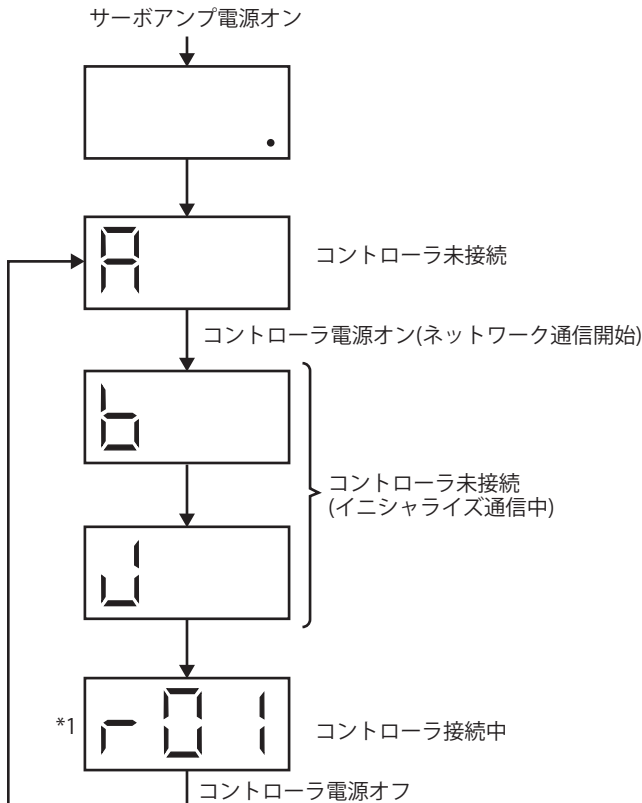 サーボアンプ電源オン
.
A
コントローラ未接続
コントローラ電源オン(ネットワーク通信開始)
b
コントローラ未接続
(イニシャライズ通信中)
J
*1
r01
コントローラ接続中
コントローラ電源オフ